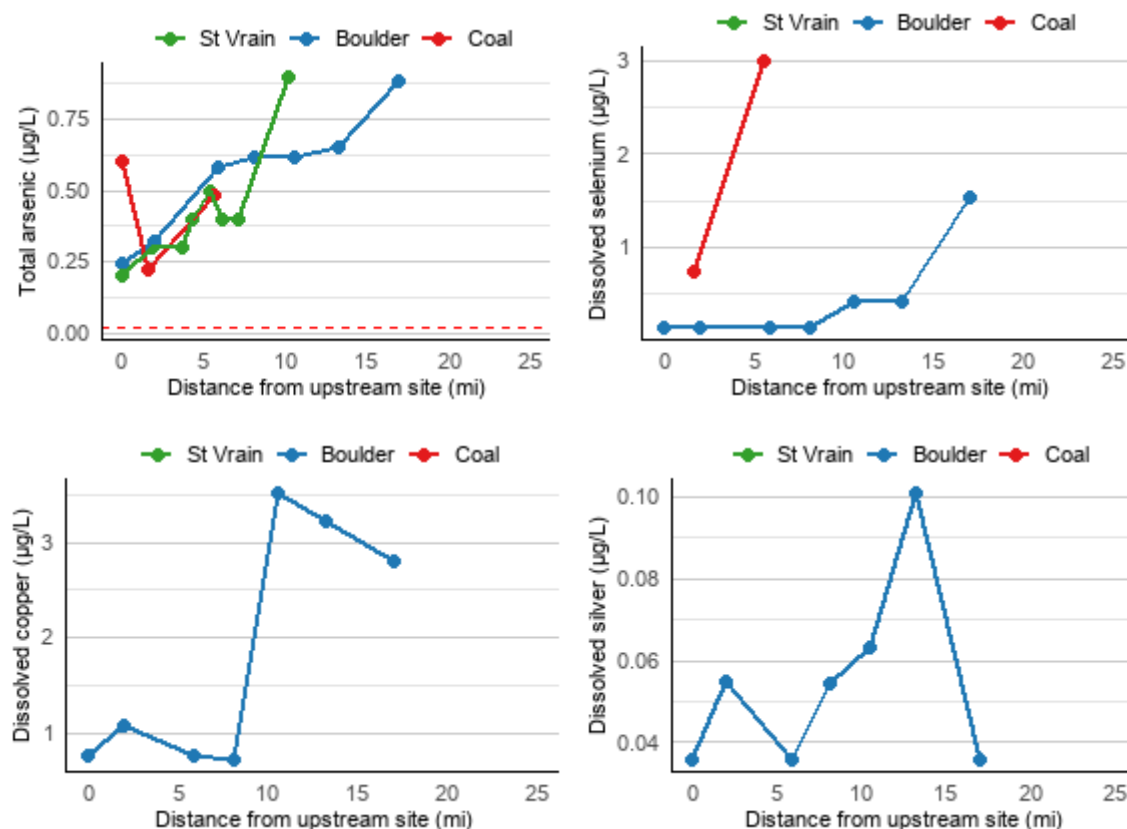 St Vrain Boulder Coal
Total arsenic (µg/L)
0.75
0.50
0.25
0.00
0 5 10 15 20 25
Distance from upstream site (mi)
St Vrain Boulder Coal
Dissolved selenium (µg/L)
3
2
1
0 5 10 15 20 25
Distance from upstream site (mi)
St Vrain Boulder Coal
Dissolved copper (µg/L)
3
2
1
0 5 10 15 20 25
Distance from upstream site (mi)
St Vrain Boulder Coal
Dissolved silver (µg/L)
0.10
0.08
0.06
0.04
0 5 10 15 20 25
Distance from upstream site (mi)